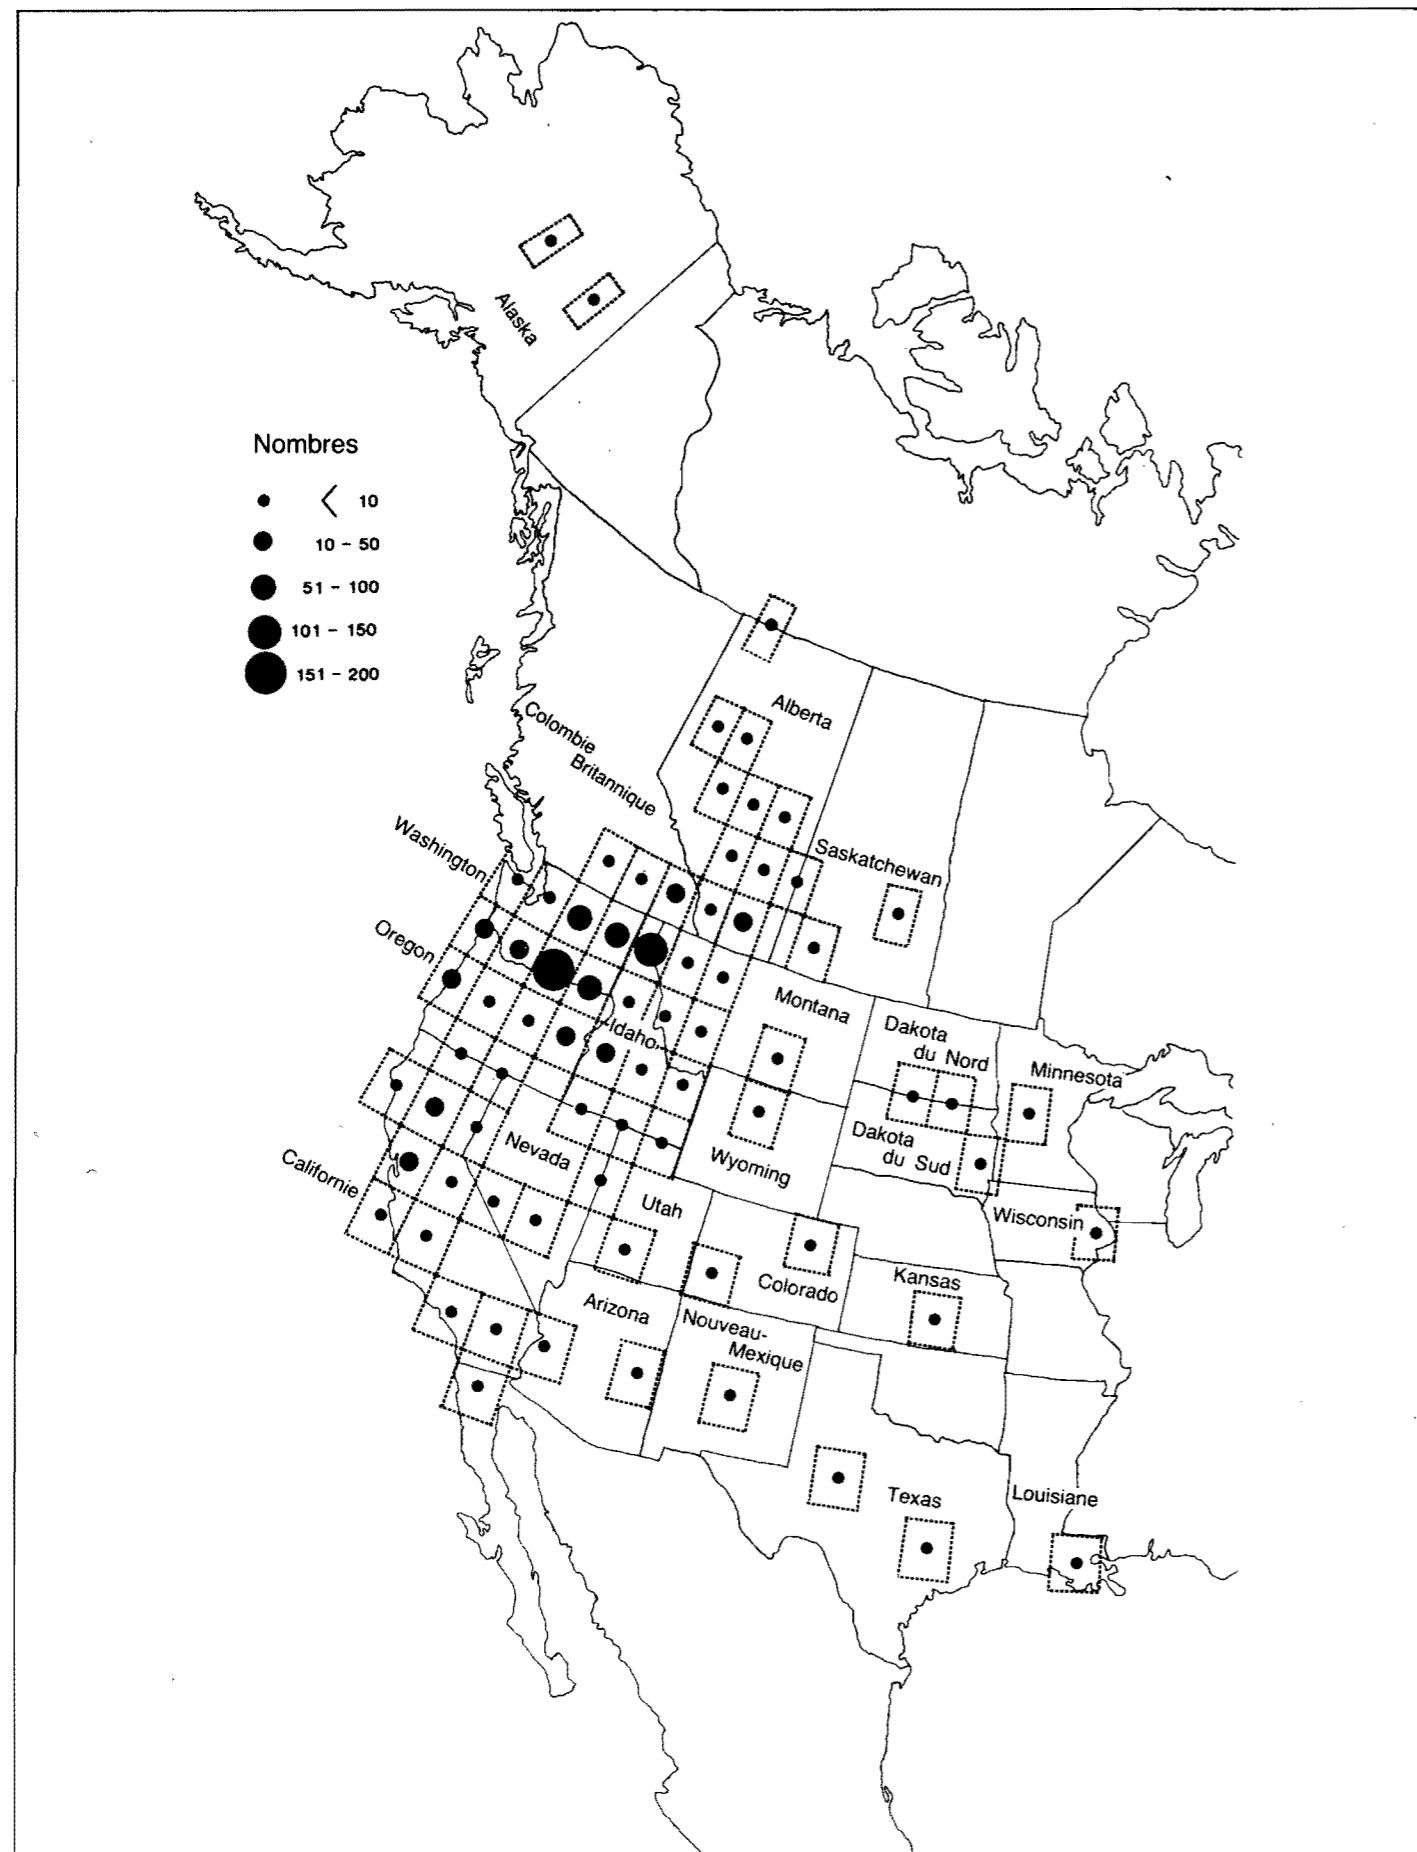 Alaska
Nombres
< 10
10 - 50
51 - 100
101 - 150
151 - 200
Alberta
Colombie
Britannique
Saskatchewan
Washington
Oregon
Montana
Idaho
Dakota
du Nord
Minnesota
Dakota
du Sud
Wyoming
Nevada
Californie
Utah
Wisconsin
Colorado
Kansas
Arizona
Nouveau-
Mexique
Texas
Louisiane